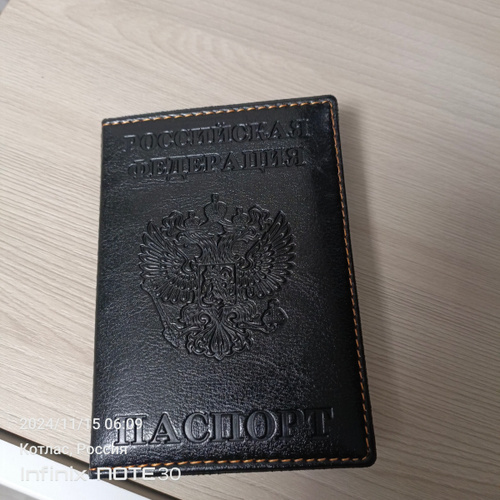 РОССИЙСКАЯ
ФЕДЕРАЦИЯ
ПАСПОРТ
2024/11/15 06:09
Котлас, Россия
Infinix NOTE 30